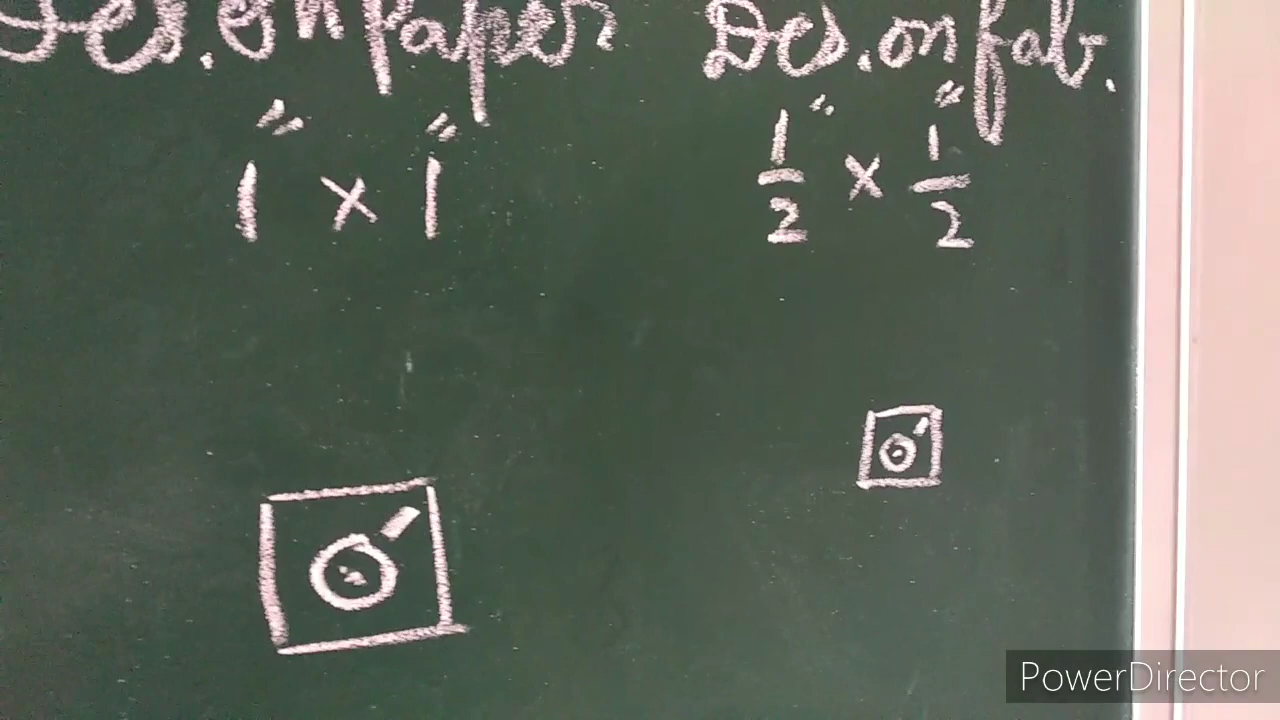 Des. on Paper Des. on fab.
1" x 1" 1/2" x 1/2"
PowerDirector